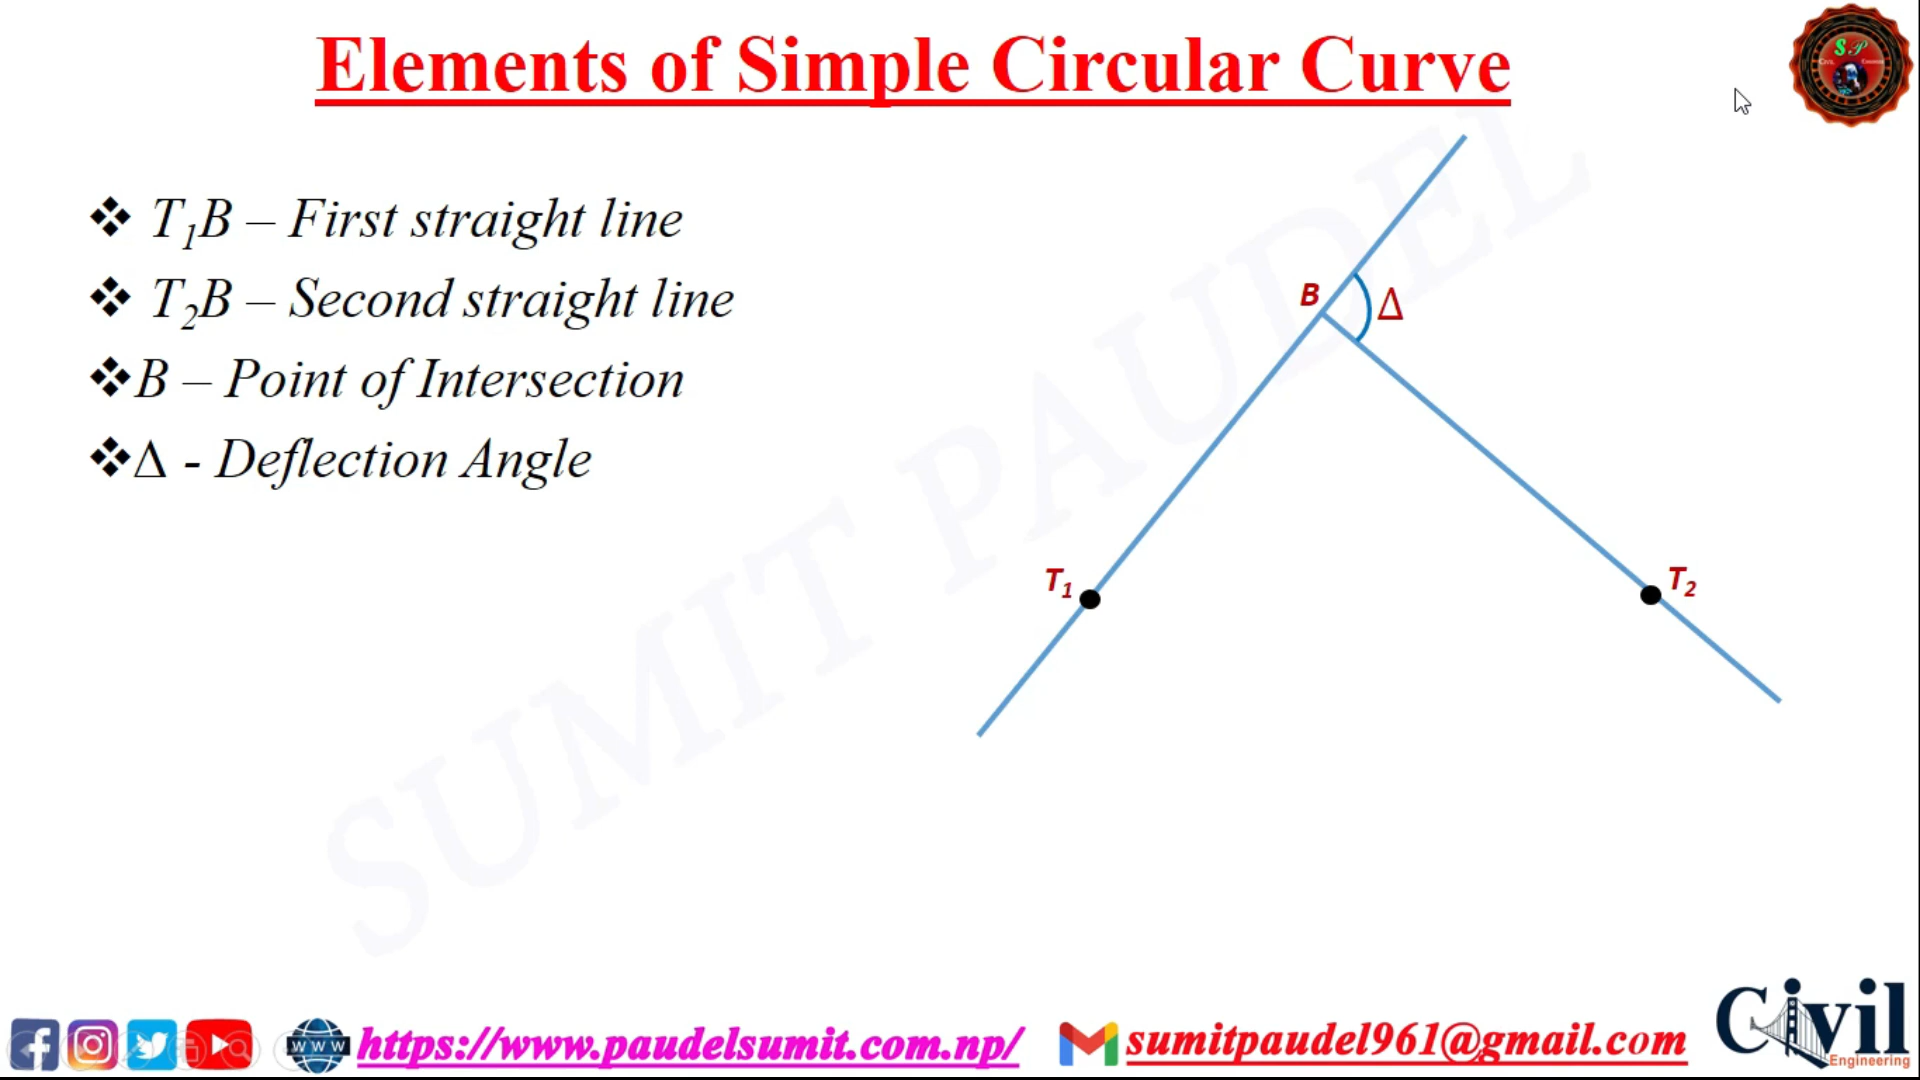 Elements of Simple Circular Curve
S P
❖ T₁B – First straight line
❖ T₂B – Second straight line
❖B – Point of Intersection
❖Δ - Deflection Angle
B
Δ
T₁
T₂
SUMIT PAUDEL
WWW
https://www.paudelsumit.com.np/
sumitpaudel961@gmail.com
Civil
Engineering